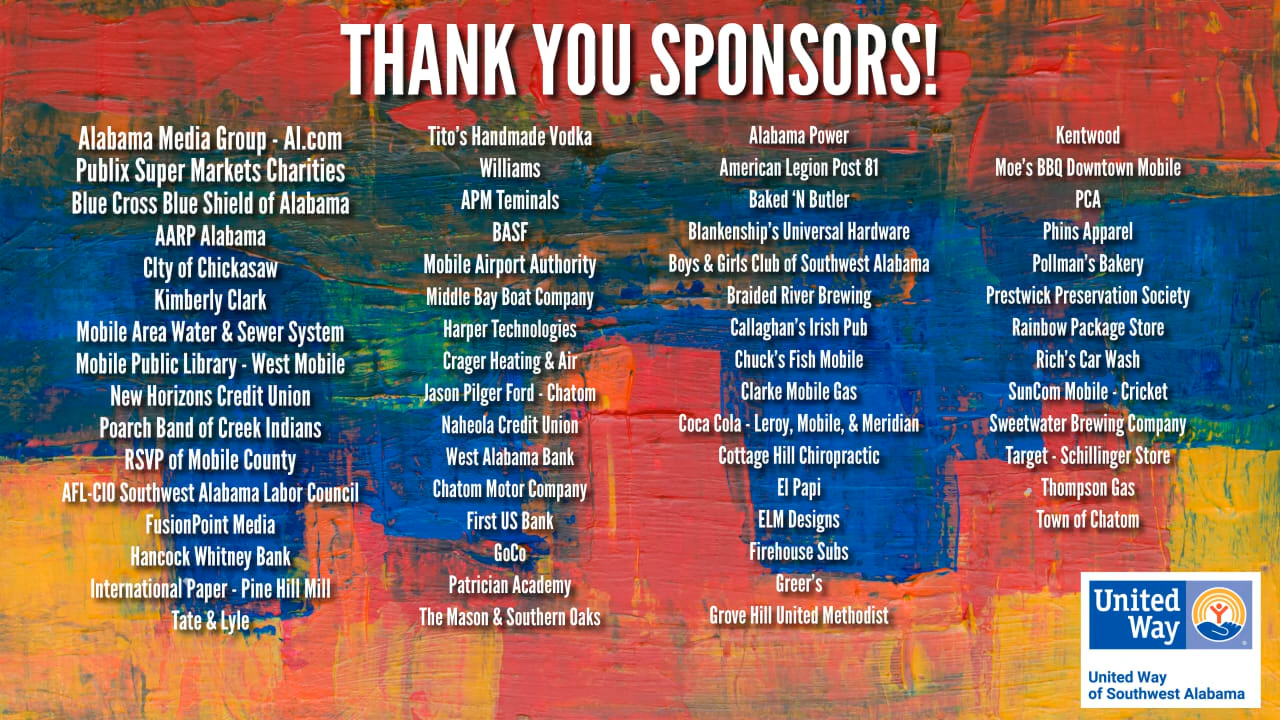 THANK YOU SPONSORS!
Alabama Media Group - Al.com
Publix Super Markets Charities
Blue Cross Blue Shield of Alabama
AARP Alabama
CIty of Chickasaw
Kimberly Clark
Mobile Area Water & Sewer System
Mobile Public Library - West Mobile
New Horizons Credit Union
Poarch Band of Creek Indians
RSVP of Mobile County
AFL-CIO Southwest Alabama Labor Council
FusionPoint Media
Hancock Whitney Bank
International Paper - Pine Hill Mill
Tate & Lyle
Tito's Handmade Vodka
Williams
APM Teminals
BASF
Mobile Airport Authority
Middle Bay Boat Company
Harper Technologies
Crager Heating & Air
Jason Pilger Ford - Chatom
Naheola Credit Union
West Alabama Bank
Chatom Motor Company
First US Bank
GoCo
Patrician Academy
The Mason & Southern Oaks
Alabama Power
American Legion Post 81
Baked ‘N Butler
Blankenship's Universal Hardware
Boys & Girls Club of Southwest Alabama
Braided River Brewing
Callaghan's Irish Pub
Chuck's Fish Mobile
Clarke Mobile Gas
Coca Cola - Leroy, Mobile, & Meridian
Cottage Hill Chiropractic
El Papi
ELM Designs
Firehouse Subs
Greer's
Grove Hill United Methodist
Kentwood
Moe's BBQ Downtown Mobile
PCA
Phins Apparel
Pollman's Bakery
Prestwick Preservation Society
Rainbow Package Store
Rich's Car Wash
SunCom Mobile - Cricket
Sweetwater Brewing Company
Target - Schillinger Store
Thompson Gas
Town of Chatom
United
Way
United Way
of Southwest Alabama